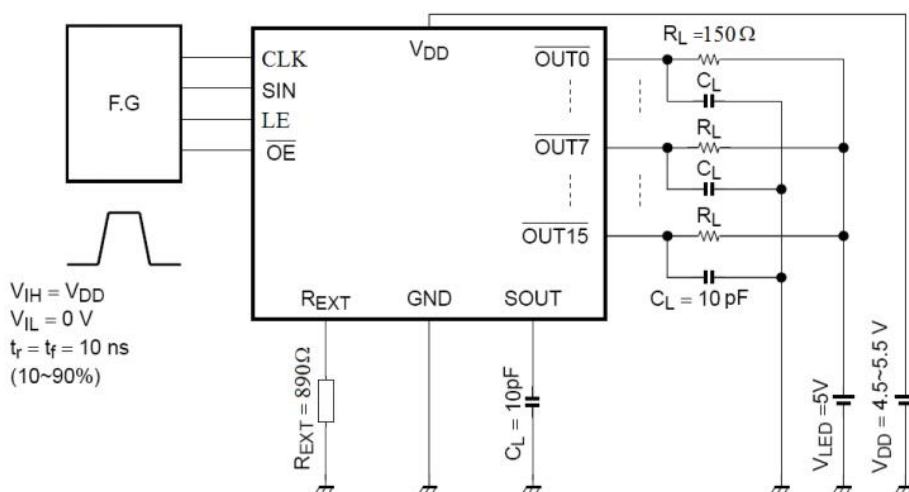 F.G
CLK
SIN
LE
OE
VDD
OUT0
OUT7
OUT15
REXT
GND
SOUT
RL =150Ω
CL
RL
CL
RL
CL = 10 pF
VIH = VDD
VIL = 0 V
tr = tf = 10 ns
(10~90%)
REXT = 890Ω
CL = 10pF
VLED =5V
VDD = 4.5~5.5 V